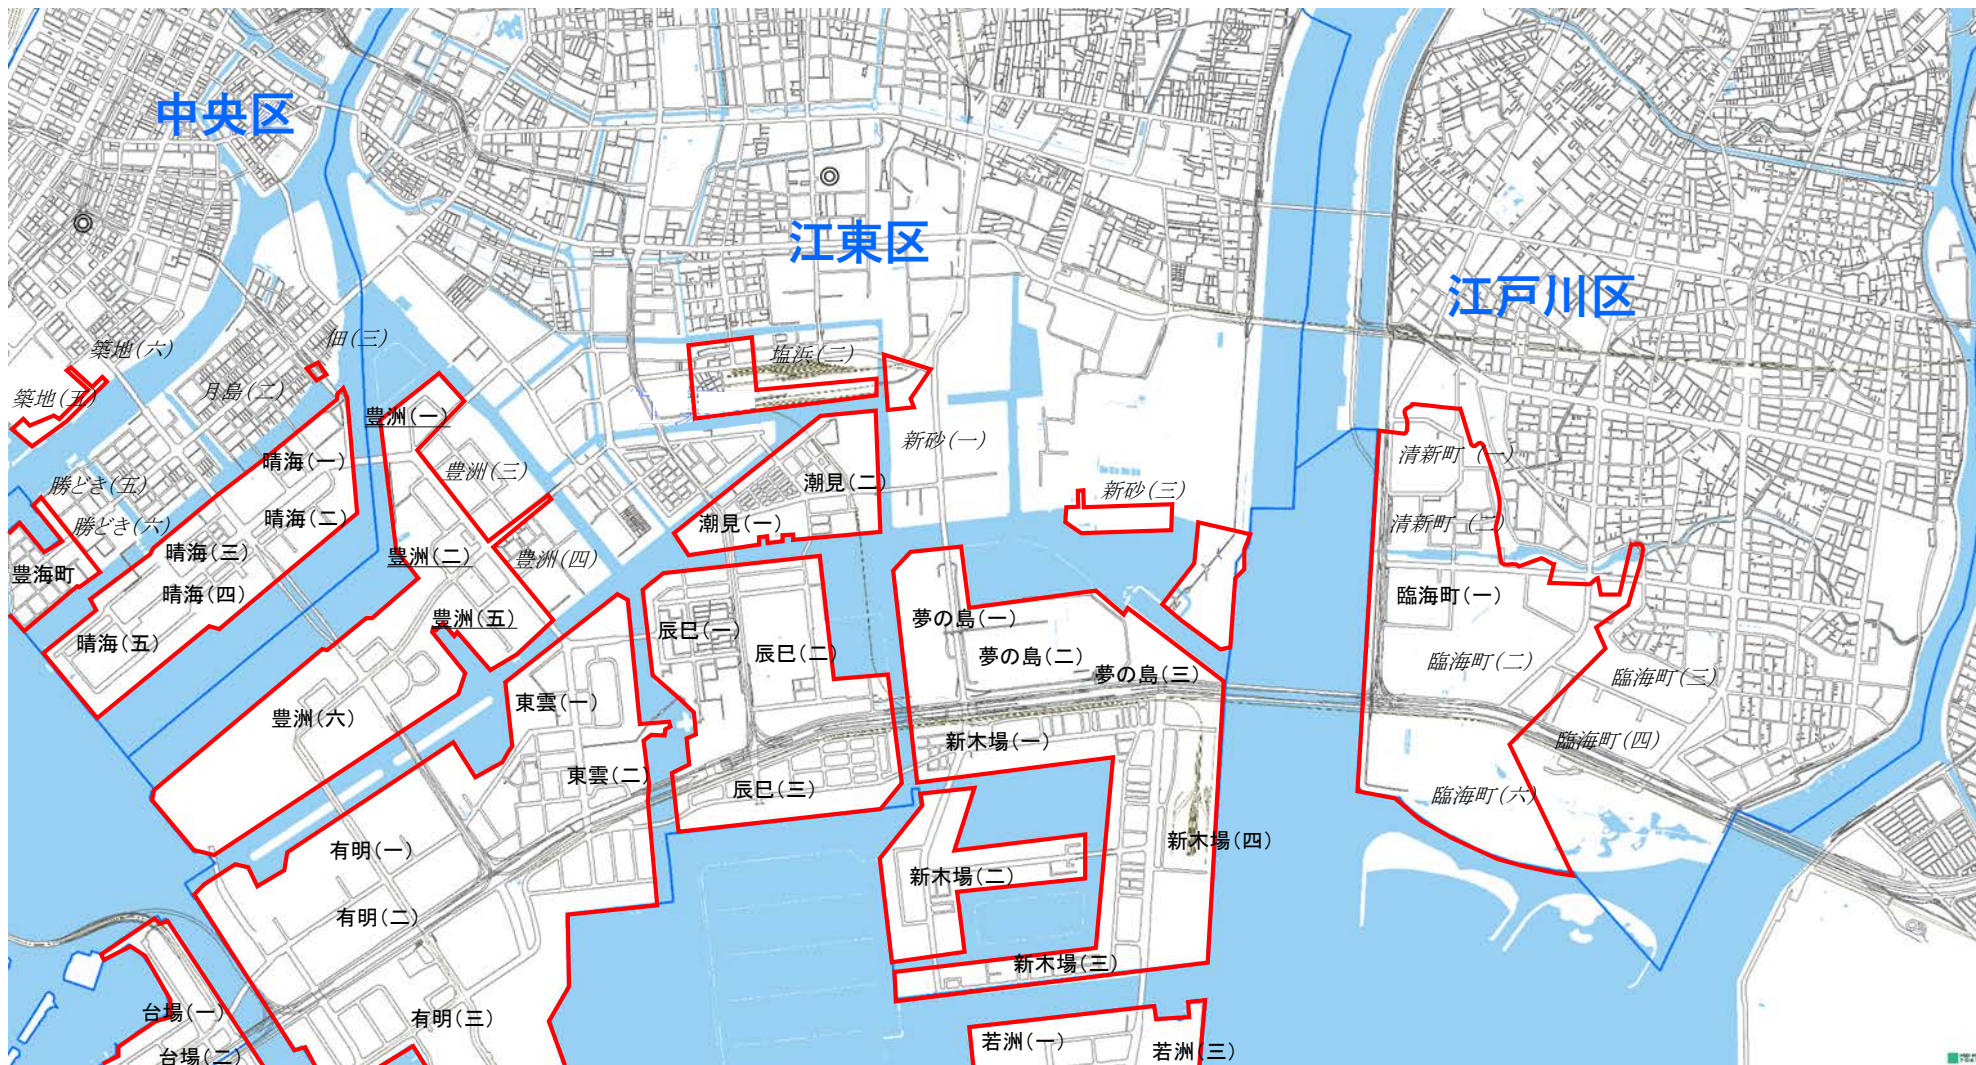 中央区
江東区
江戸川区
築地(六)
佃(三)
塩浜(二)
築地(五)
月島(二)
豊洲(一)
新砂(一)
清新町(一)
晴海(一)
豊洲(三)
潮見(二)
勝どき(五)
新砂(三)
勝どき(六)
晴海(二)
潮見(一)
清新町(二)
晴海(三)
豊洲(二)
豊洲(四)
豊海町
晴海(四)
臨海町(一)
豊洲(五)
夢の島(一)
辰巳(一)
晴海(五)
辰巳(二)
夢の島(二)
臨海町(二)
夢の島(三)
臨海町(三)
東雲(一)
豊洲(六)
新木場(一)
臨海町(四)
東雲(二)
辰巳(三)
臨海町(六)
有明(一)
新木場(四)
新木場(二)
有明(二)
新木場(三)
台場(一)
有明(三)
若洲(一)
若洲(三)
台場(二)